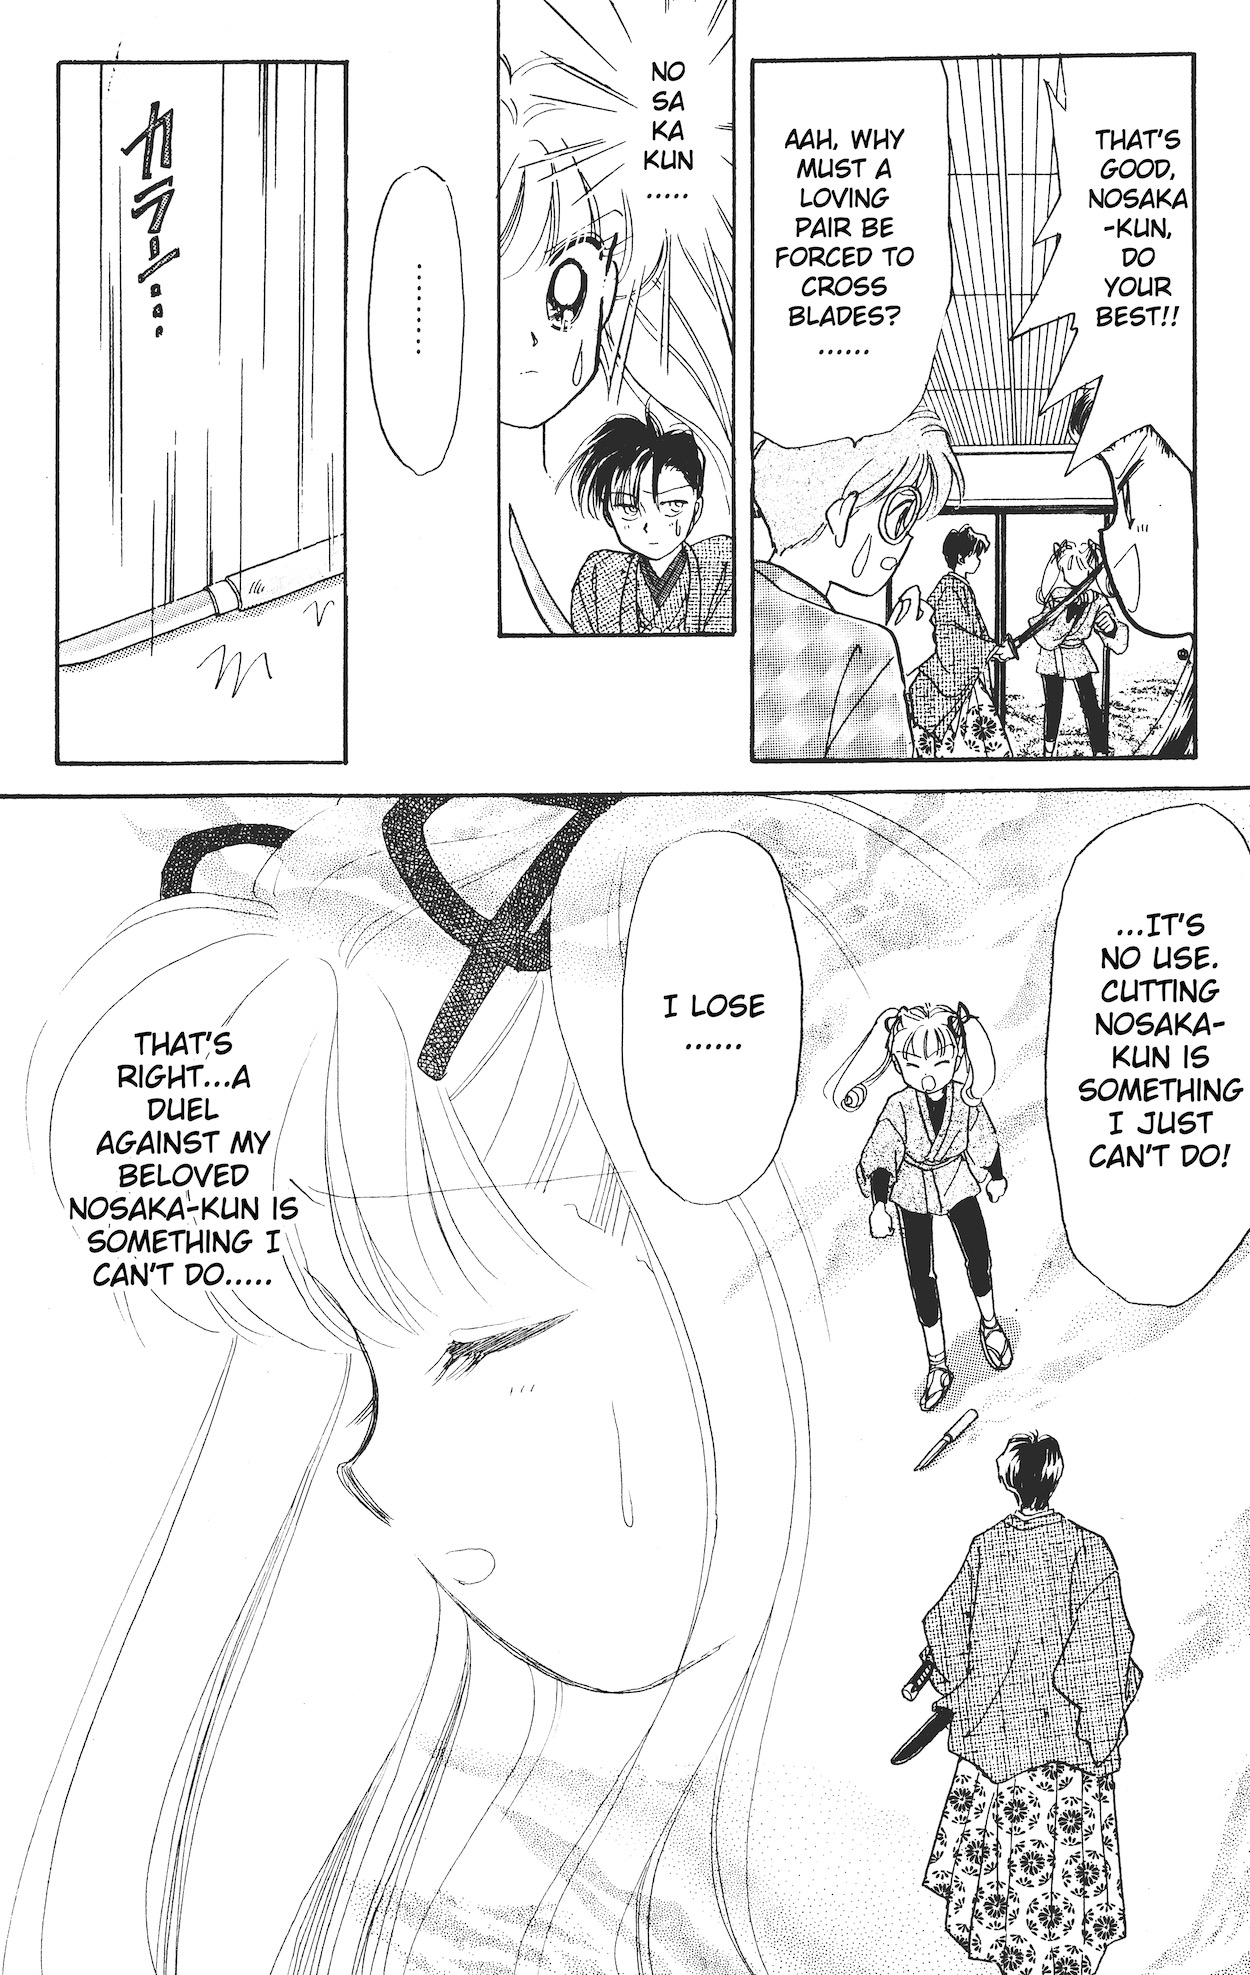 THAT'S
GOOD,
NOSAKA
-KUN,
DO
YOUR
BEST!!
AAH, WHY
MUST A
LOVING
PAIR BE
FORCED TO
CROSS
BLADES?
......
NO
SA
KA
KUN
.....
.........
カラーン...
...IT'S
NO USE.
CUTTING
NOSAKA-
KUN IS
SOMETHING
I JUST
CAN'T DO!
I LOSE
......
THAT'S
RIGHT...A
DUEL
AGAINST MY
BELOVED
NOSAKA-KUN IS
SOMETHING I
CAN'T DO.....